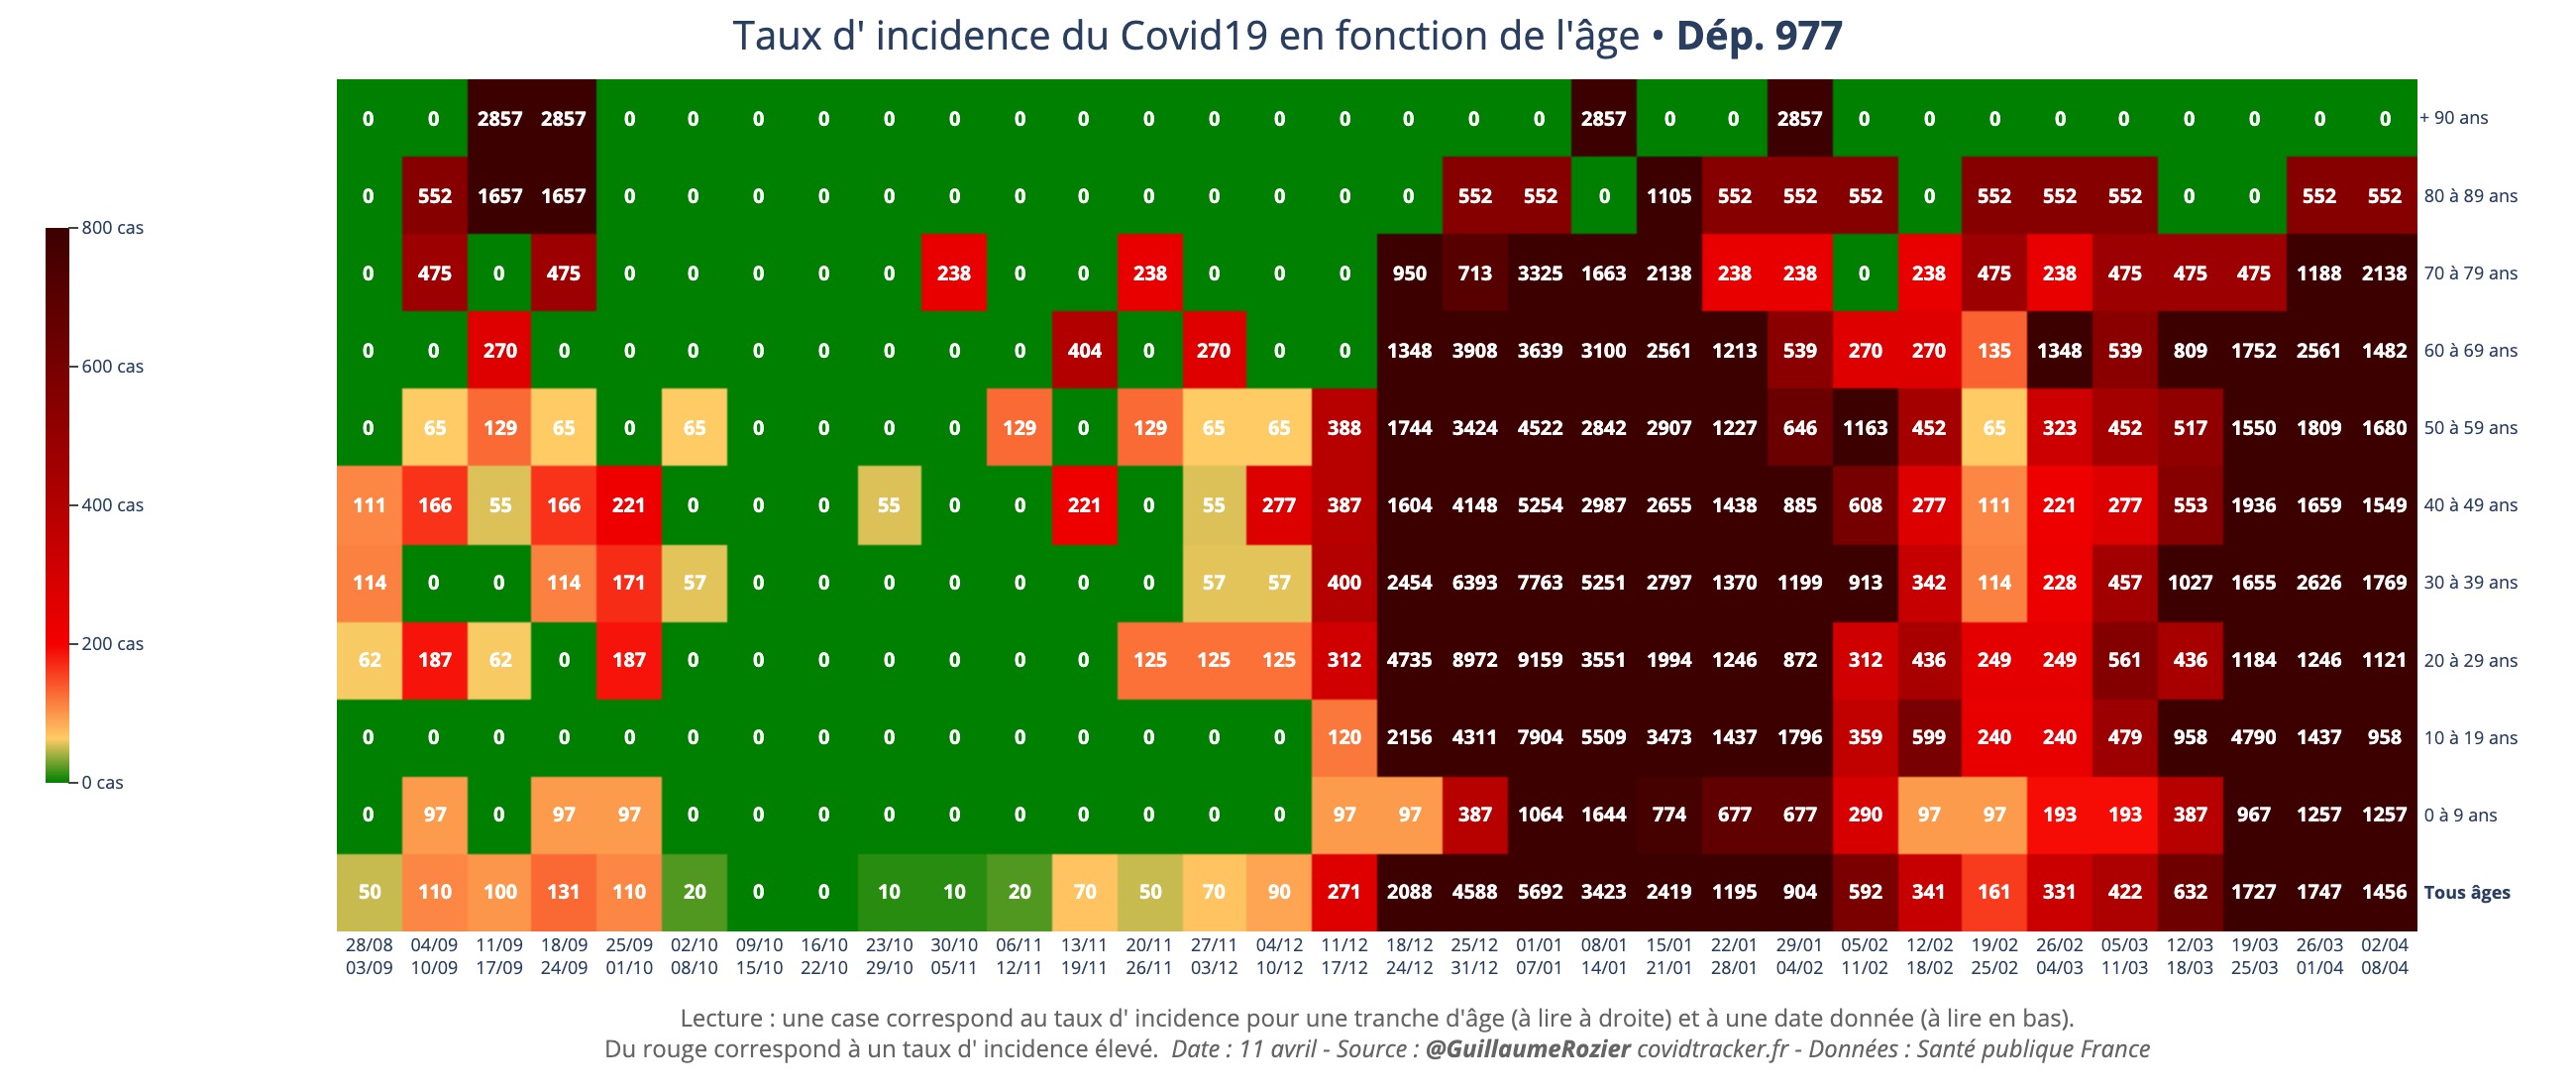 Taux d' incidence du Covid19 en fonction de l'âge • Dép. 977
0 0 2857 2857 0 0 0 0 0 0 0 0 0 0 0 0 0 0 0 2857 0 0 2857 0 0 0 0 0 0 0 0 0 + 90 ans
0 552 1657 1657 0 0 0 0 0 0 0 0 0 0 0 0 0 552 552 0 1105 552 552 552 0 552 552 552 0 0 552 552 80 à 89 ans
0 475 0 475 0 0 0 0 0 238 0 0 238 0 0 0 950 713 3325 1663 2138 238 238 0 238 475 238 475 475 475 1188 2138 70 à 79 ans
0 0 270 0 0 0 0 0 0 0 0 404 0 270 0 0 1348 3908 3639 3100 2561 1213 539 270 270 135 1348 539 809 1752 2561 1482 60 à 69 ans
0 65 129 65 0 65 0 0 0 0 129 0 129 65 65 388 1744 3424 4522 2842 2907 1227 646 1163 452 65 323 452 517 1550 1809 1680 50 à 59 ans
111 166 55 166 221 0 0 0 55 0 0 221 0 55 277 387 1604 4148 5254 2987 2655 1438 885 608 277 111 221 277 553 1936 1659 1549 40 à 49 ans
114 0 0 114 171 57 0 0 0 0 0 0 0 57 57 400 2454 6393 7763 5251 2797 1370 1199 913 342 114 228 457 1027 1655 2626 1769 30 à 39 ans
62 187 62 0 187 0 0 0 0 0 0 0 125 125 125 312 4735 8972 9159 3551 1994 1246 872 312 436 249 249 561 436 1184 1246 1121 20 à 29 ans
0 0 0 0 0 0 0 0 0 0 0 0 0 0 0 120 2156 4311 7904 5509 3473 1437 1796 359 599 240 240 479 958 4790 1437 958 10 à 19 ans
0 97 0 97 97 0 0 0 0 0 0 0 0 0 0 97 97 387 1064 1644 774 677 677 290 97 97 193 193 387 967 1257 1257 0 à 9 ans
50 110 100 131 110 20 0 0 10 10 20 70 50 70 90 271 2088 4588 5692 3423 2419 1195 904 592 341 161 331 422 632 1727 1747 1456 Tous âges
28/08 04/09 11/09 18/09 25/09 02/10 09/10 16/10 23/10 30/10 06/11 13/11 20/11 27/11 04/12 11/12 18/12 25/12 01/01 08/01 15/01 22/01 29/01 05/02 12/02 19/02 26/02 05/03 12/03 19/03 26/03 02/04
03/09 10/09 17/09 24/09 01/10 08/10 15/10 22/10 29/10 05/11 12/11 19/11 26/11 03/12 10/12 17/12 24/12 31/12 07/01 14/01 21/01 28/01 04/02 11/02 18/02 25/02 04/03 11/03 18/03 25/03 01/04 08/04
800 cas
600 cas
400 cas
200 cas
0 cas
Lecture : une case correspond au taux d' incidence pour une tranche d'âge (à lire à droite) et à une date donnée (à lire en bas).
Du rouge correspond à un taux d' incidence élevé. Date : 11 avril - Source : @GuillaumeRozier covidtracker.fr - Données : Santé publique France